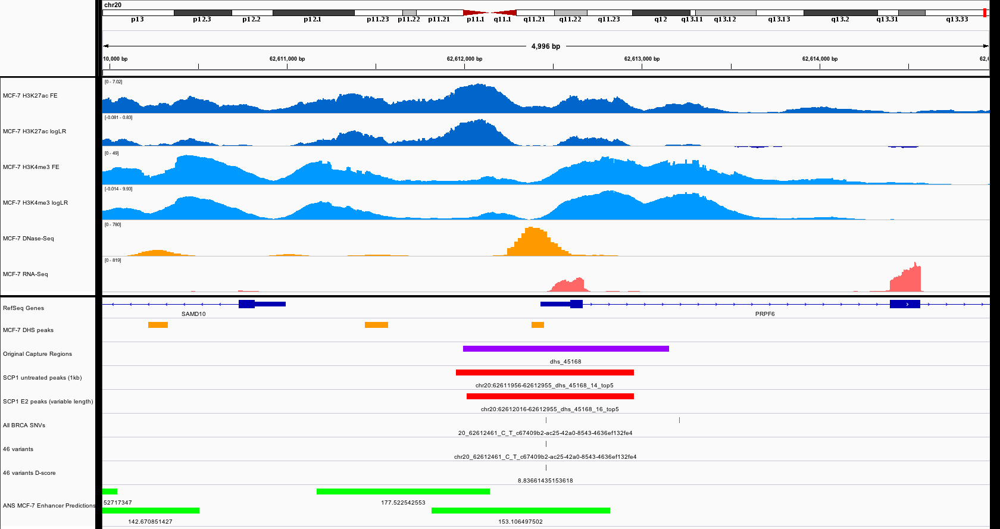 chr20
p13 p12.3 p12.2 p12.1 p11.23 p11.22 p11.21 p11.1 q11.1 q11.21 q11.22 q11.23 q12 q13.11 q13.12 q13.13 q13.2 q13.31 q13.33
4,996 bp
10,000 bp 62,611,000 bp 62,612,000 bp 62,613,000 bp 62,614,000 bp 62,6
[0 - 7.02]
MCF-7 H3K27ac FE
[-0.081 - 0.83]
MCF-7 H3K27ac logLR
[0 - 49]
MCF-7 H3K4me3 FE
[-0.014 - 9.93]
MCF-7 H3K4me3 logLR
[0 - 780]
MCF-7 DNase-Seq
[0 - 819]
MCF-7 RNA-Seq
RefSeq Genes
SAMD10 PRPF6
MCF-7 DHS peaks
Original Capture Regions
dhs_45168
SCP1 untreated peaks (1kb)
chr20:62611956-62612955_dhs_45168_14_top5
SCP1 E2 peaks (variable length)
chr20:62612016-62612955_dhs_45168_16_top5
All BRCA SNVs
20_62612461_C_T_c67409b2-ac25-42a0-8543-4636ef132fe4
46 variants
chr20_62612461_C_T_c67409b2-ac25-42a0-8543-4636ef132fe4
46 variants D-score
8.83661435153618
ANS MCF-7 Enhancer Predictions
52717347 177.522542553
142.670851427 153.106497502